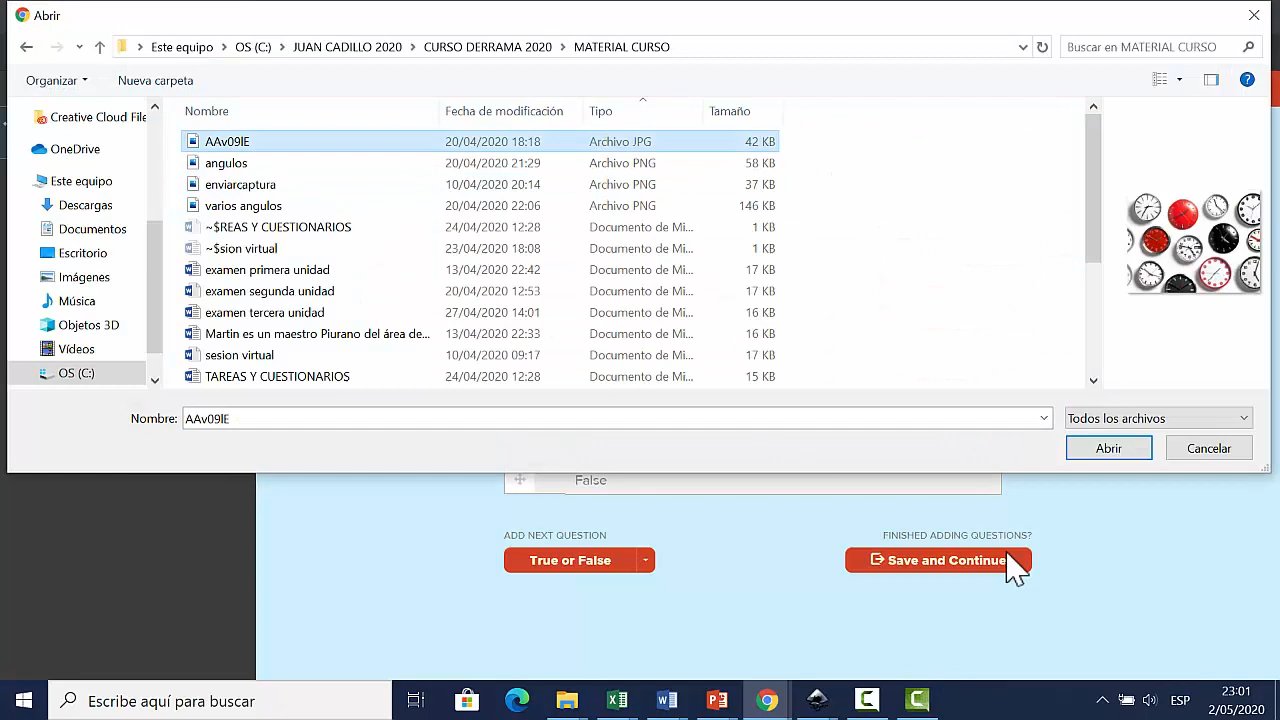 Abrir
Este equipo > OS (C:) > JUAN CADILLO 2020 > CURSO DERRAMA 2020 > MATERIAL CURSO
Buscar en MATERIAL CURSO
Organizar
Nueva carpeta
Creative Cloud File
OneDrive
Este equipo
Descargas
Documentos
Escritorio
Imágenes
Música
Objetos 3D
Vídeos
OS (C:)
Nombre Fecha de modificación Tipo Tamaño
AAv09lE 20/04/2020 18:18 Archivo JPG 42 KB
angulos 20/04/2020 21:29 Archivo PNG 58 KB
enviarcaptura 10/04/2020 20:14 Archivo PNG 37 KB
varios angulos 20/04/2020 22:06 Archivo PNG 146 KB
~$REAS Y CUESTIONARIOS 24/04/2020 12:28 Documento de Mi... 1 KB
~$sion virtual 23/04/2020 18:08 Documento de Mi... 1 KB
examen primera unidad 13/04/2020 22:42 Documento de Mi... 17 KB
examen segunda unidad 20/04/2020 12:53 Documento de Mi... 17 KB
examen tercera unidad 27/04/2020 14:01 Documento de Mi... 16 KB
Martin es un maestro Piurano del área de... 13/04/2020 22:33 Documento de Mi... 16 KB
sesion virtual 10/04/2020 09:17 Documento de Mi... 17 KB
TAREAS Y CUESTIONARIOS 24/04/2020 12:28 Documento de Mi... 15 KB
Nombre: AAv09lE
Todos los archivos
Abrir
Cancelar
False
ADD NEXT QUESTION
FINISHED ADDING QUESTIONS?
True or False
Save and Continue
Escribe aquí para buscar
ESP
23:01
2/05/2020